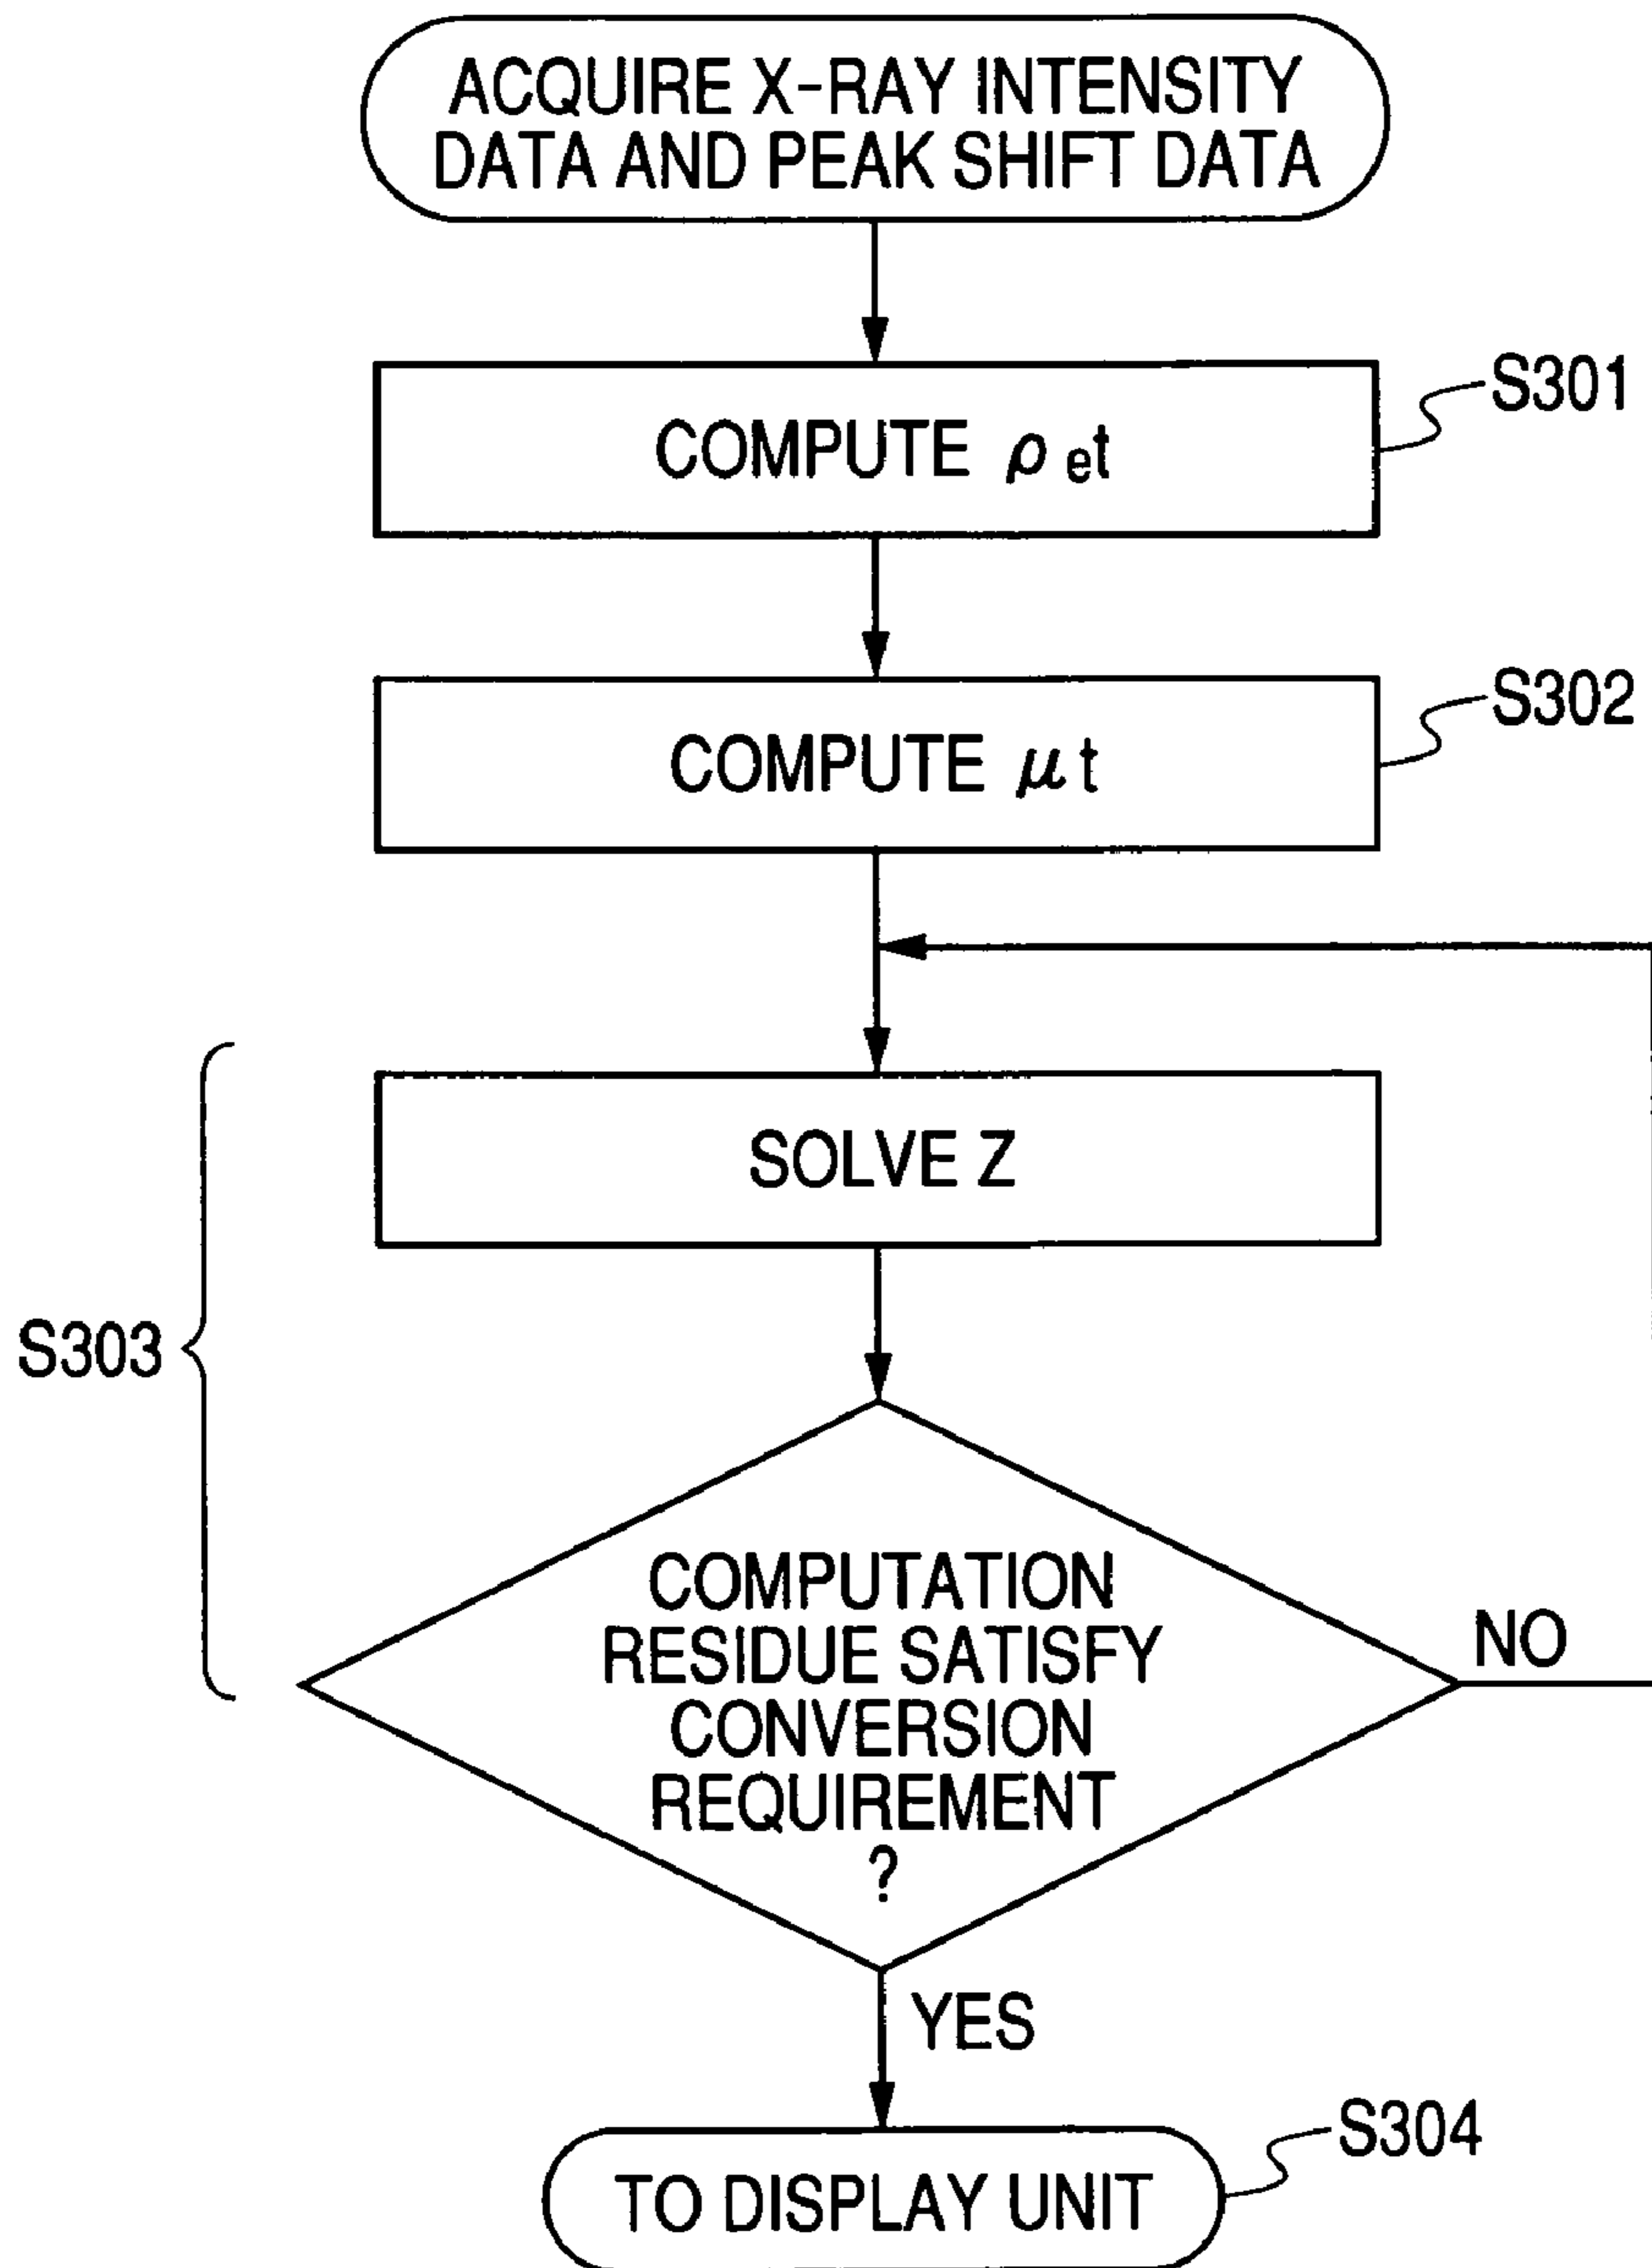 ACQUIRE X-RAY INTENSITY
DATA AND PEAK SHIFT DATA
S301
COMPUTE ρet
S302
COMPUTE μt
SOLVE Z
S303
COMPUTATION
RESIDUE SATISFY
CONVERSION
REQUIREMENT
?
NO
YES
S304
TO DISPLAY UNIT